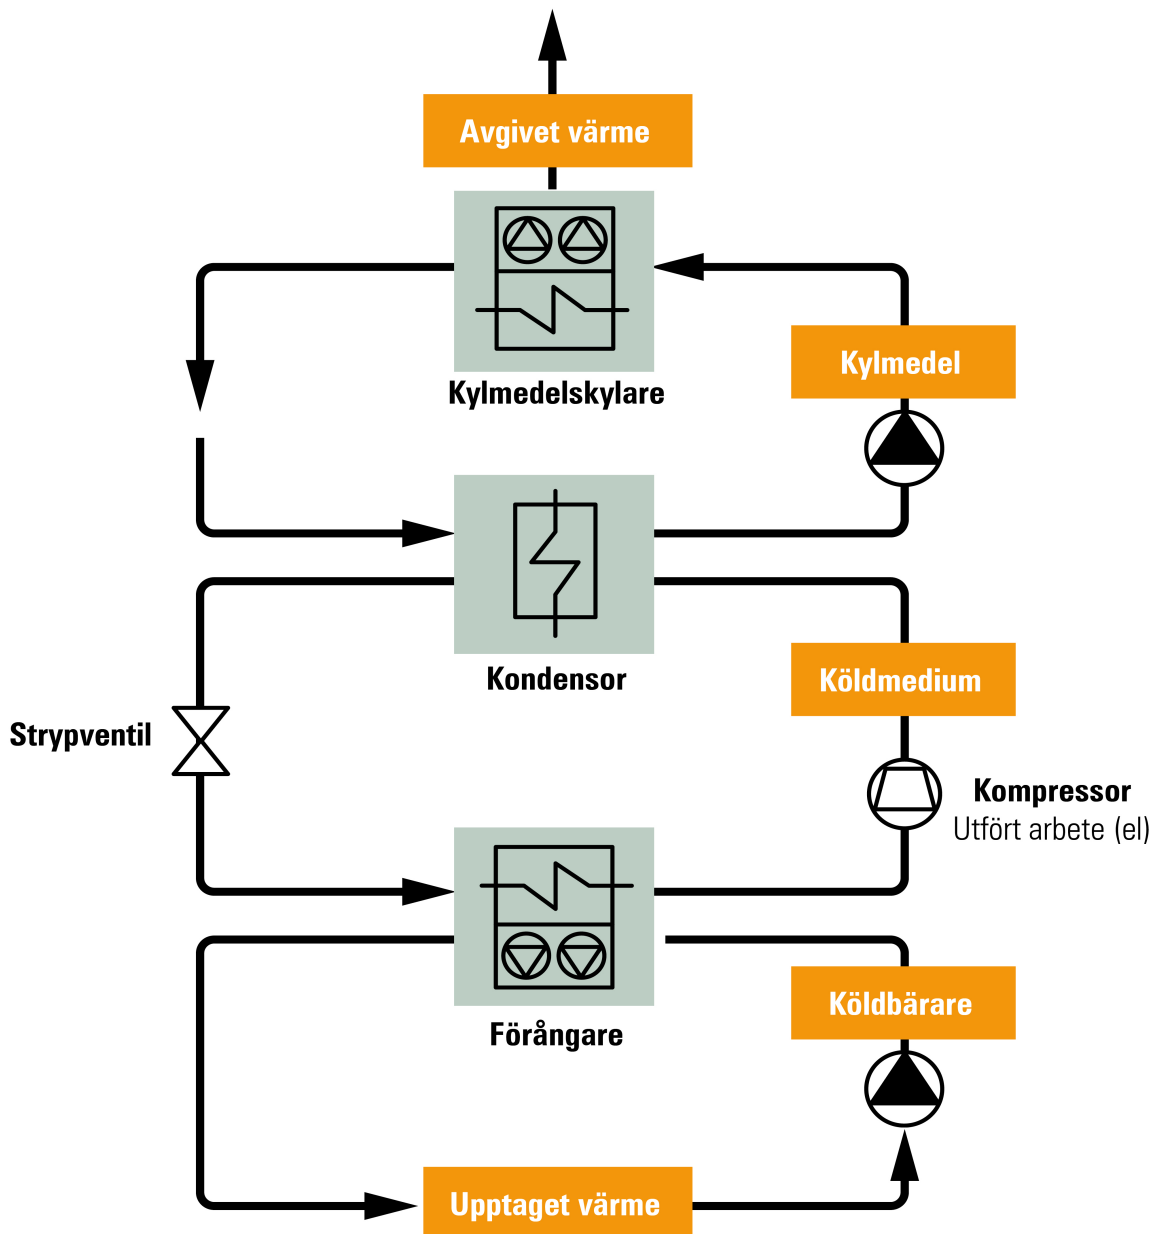 Avgivet värme
Kylmedel
Kylmedelskylare
Kondensor
Köldmedium
Strypventil
Kompressor
Utfört arbete (el)
Köldbärare
Förångare
Upptaget värme